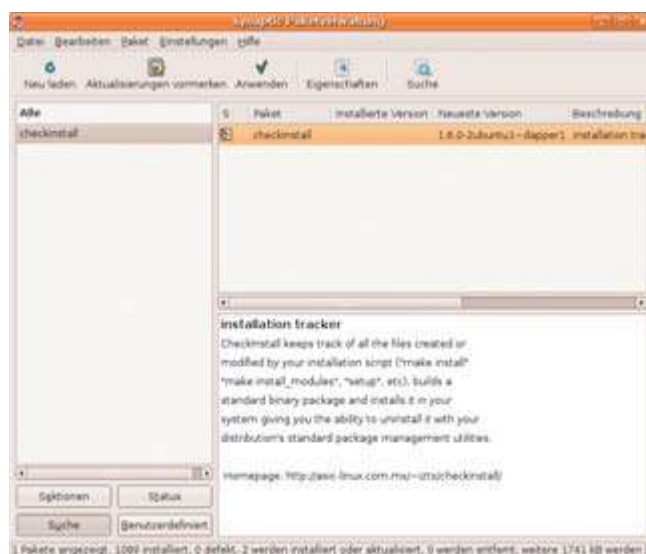 Synaptic Paketverwaltung
Datei Bearbeiten Paket Einstellungen Hilfe
Neu laden Aktualisierungen vormerken Anwenden Eigenschaften Suche
Alle
checkinstall
S Paket Installierte Version Neueste Version Beschreibung
checkinstall 1.6.0-2ubuntu1~dapper1 installation tra
installation tracker
CheckInstall keeps track of all the files created or
modified by your installation script ("make install"
"make install_modules", "setup", etc), builds a
standard binary package and installs it in your
system giving you the ability to uninstall it with your
distribution's standard package management utilities.
Homepage: http://asic-linux.com.mx/~izto/checkinstall/
Sektionen Status
Suche Benutzerdefiniert
1 Pakete angezeigt, 1089 installiert, 0 defekt, 2 werden installiert oder aktualisiert, 0 werden entfernt, weitere 1741 kB werden